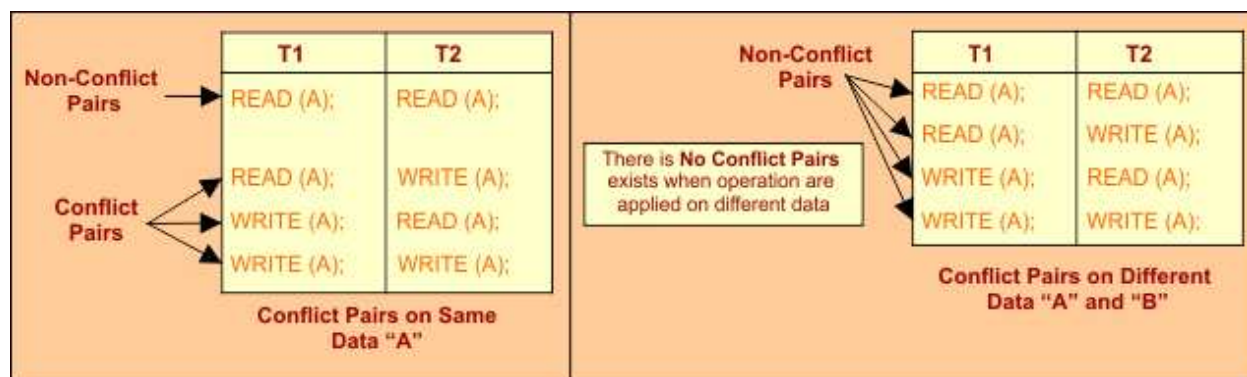 T1 T2
Non-Conflict
Pairs
READ (A); READ (A);
Conflict
Pairs
READ (A); WRITE (A);
WRITE (A); READ (A);
WRITE (A); WRITE (A);
Conflict Pairs on Same
Data “A”
Non-Conflict
Pairs
T1 T2
READ (A); READ (A);
READ (A); WRITE (A);
WRITE (A); READ (A);
WRITE (A); WRITE (A);
There is No Conflict Pairs
exists when operation are
applied on different data
Conflict Pairs on Different
Data “A” and “B”